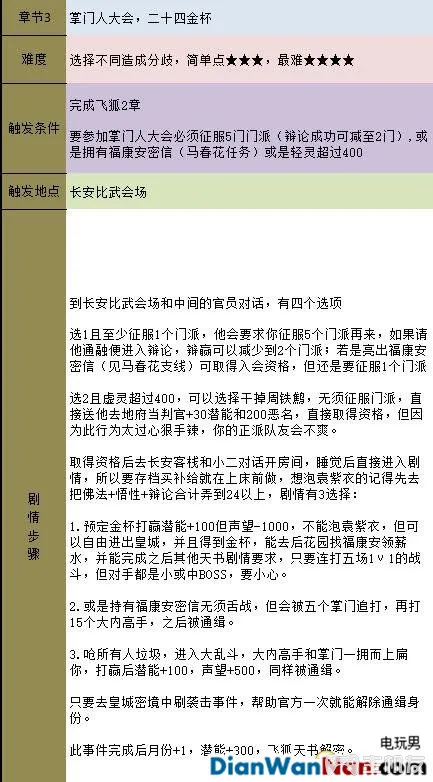 章节3
掌门人大会，二十四金杯
难度
选择不同造成分歧，简单点★★★，最难★★★★
触发条件
完成飞狐2章
要参加掌门人大会必须征服5门门派（辩论成功可减至2门），或
是拥有福康安密信（马春花任务）或是轻灵超过400
触发地点
长安比武会场
剧
情
步
骤
到长安比武会场和中间的官员对话，有四个选项
选1且至少征服1个门派，他会要求你征服5个门派再来，如果请
他通融便进入辩论，辩赢可以减少到2个门派；若是亮出福康安
密信（见马春花支线）可取得入会资格，但还是要征服1个门派
选2且虚灵超过400，可以选择干掉周铁鹪，无须征服门派，直
接送他去地府当判官+30潜能和200恶名，直接取得资格，但因
为此行为太过心狠手辣，你的正派队友会不爽。
取得资格后去长安客栈和小二对话开房间，睡觉后直接进入剧
情，所以要存档买补给就在上床前做，想泡袁紫衣的记得先去
把佛法+悟性+辩论合计弄到24以上，剧情有3选择：
1.预定金杯打赢潜能+100但声望-1000，不能泡袁紫衣，但可
以自由进出皇城，并且得到金杯，能去后花园找福康安领薪
水，并能完成之后其他天书剧情要求，只要连打五场1∨1的战
斗，但对手都是小或中BOSS，要小心。
2.或是持有福康安密信无须舌战，但会被五个掌门追打，再打
15个大内高手，之后被通缉。
3.呛所有人垃圾，进入大乱斗，大内高手和掌门一拥而上扁
你，打赢后潜能+100，声望+500，同样被通缉。
只要去皇城密境中刷袭击事件，帮助官方一次就能解除通缉身
份。
此事件完成后月份+1，潜能+300，飞狐天书解密。
电玩男
DianWanNan.com